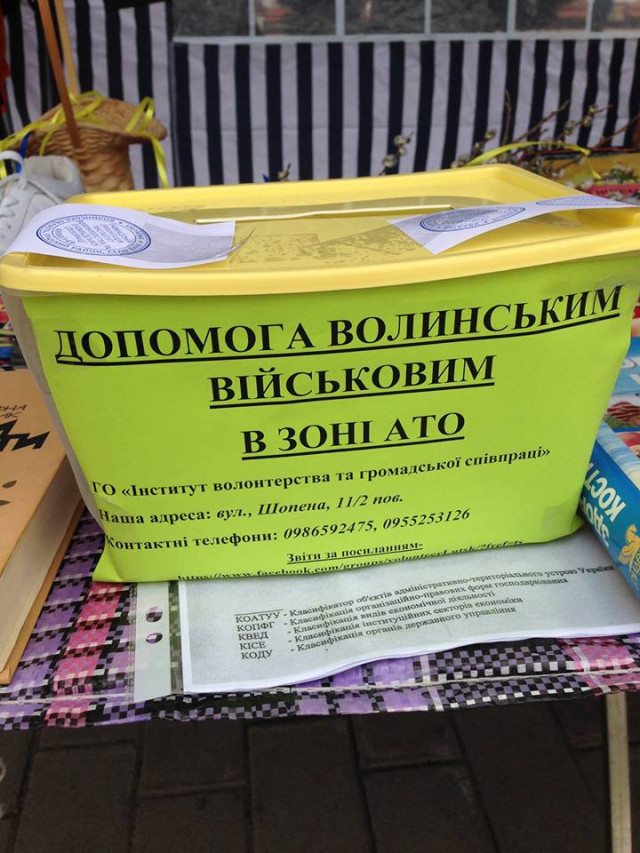 ДОПОМОГА ВОЛИНСЬКИМ
ВІЙСЬКОВИМ
В ЗОНІ АТО
ГО «Інститут волонтерства та громадської співпраці»
Наша адреса: вул., Шопена, 11/2 пов.
Контактні телефони: 0986592475, 0955253126
Звіти за посиланням-
КОАТУУ - Класифікатор об'єктів адміністративно-територіального устрою України
КОПФГ - Класифікація організаційно-правових форм господарювання
КВЕД - Класифікація видів економічної діяльності
КІСЕ - Класифікація інституційних секторів економіки
КОДУ - Класифікація органів державного управління